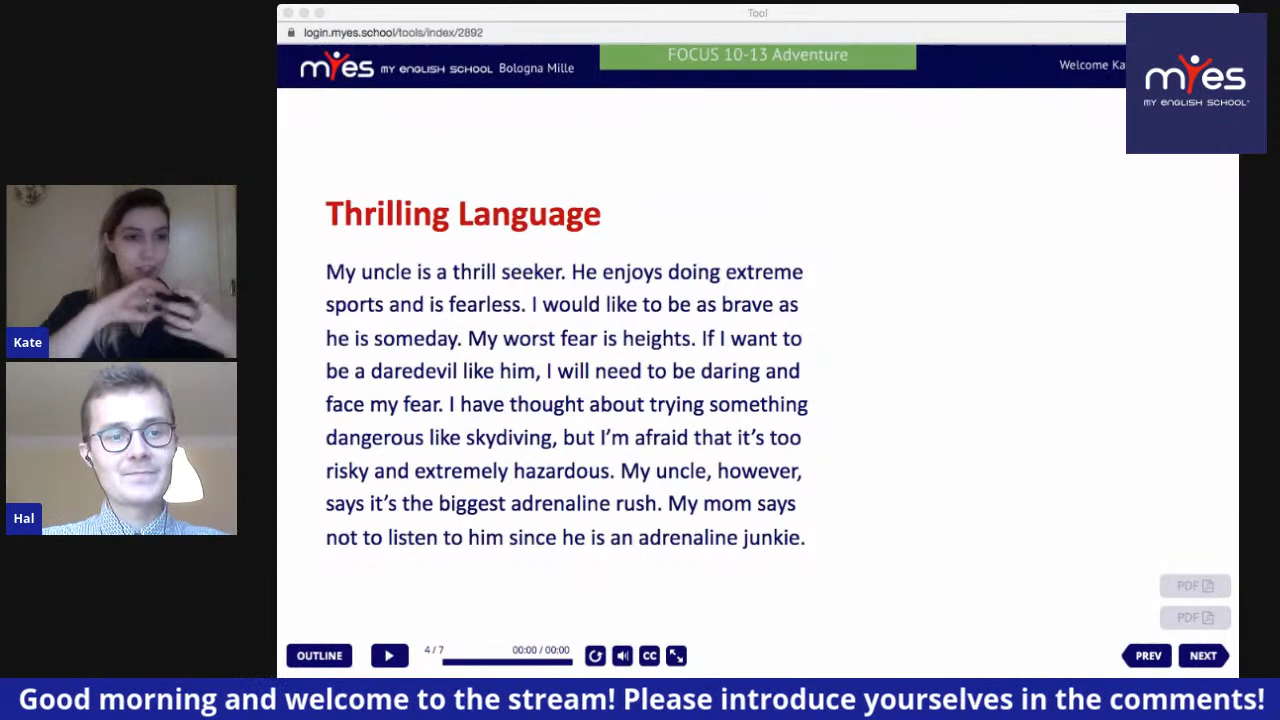 Tool
login.myes.school/tools/index/2892
myes MY ENGLISH SCHOOL Bologna Mille
FOCUS 10-13 Adventure
Welcome Ka
myes
MY ENGLISH SCHOOL
Thrilling Language
My uncle is a thrill seeker. He enjoys doing extreme
sports and is fearless. I would like to be as brave as
he is someday. My worst fear is heights. If I want to
be a daredevil like him, I will need to be daring and
face my fear. I have thought about trying something
dangerous like skydiving, but I’m afraid that it’s too
risky and extremely hazardous. My uncle, however,
says it’s the biggest adrenaline rush. My mom says
not to listen to him since he is an adrenaline junkie.
Kate
Hal
PDF
PDF
OUTLINE
4 / 7
00:00 / 00:00
CC
PREV
NEXT
Good morning and welcome to the stream! Please introduce yourselves in the comments!